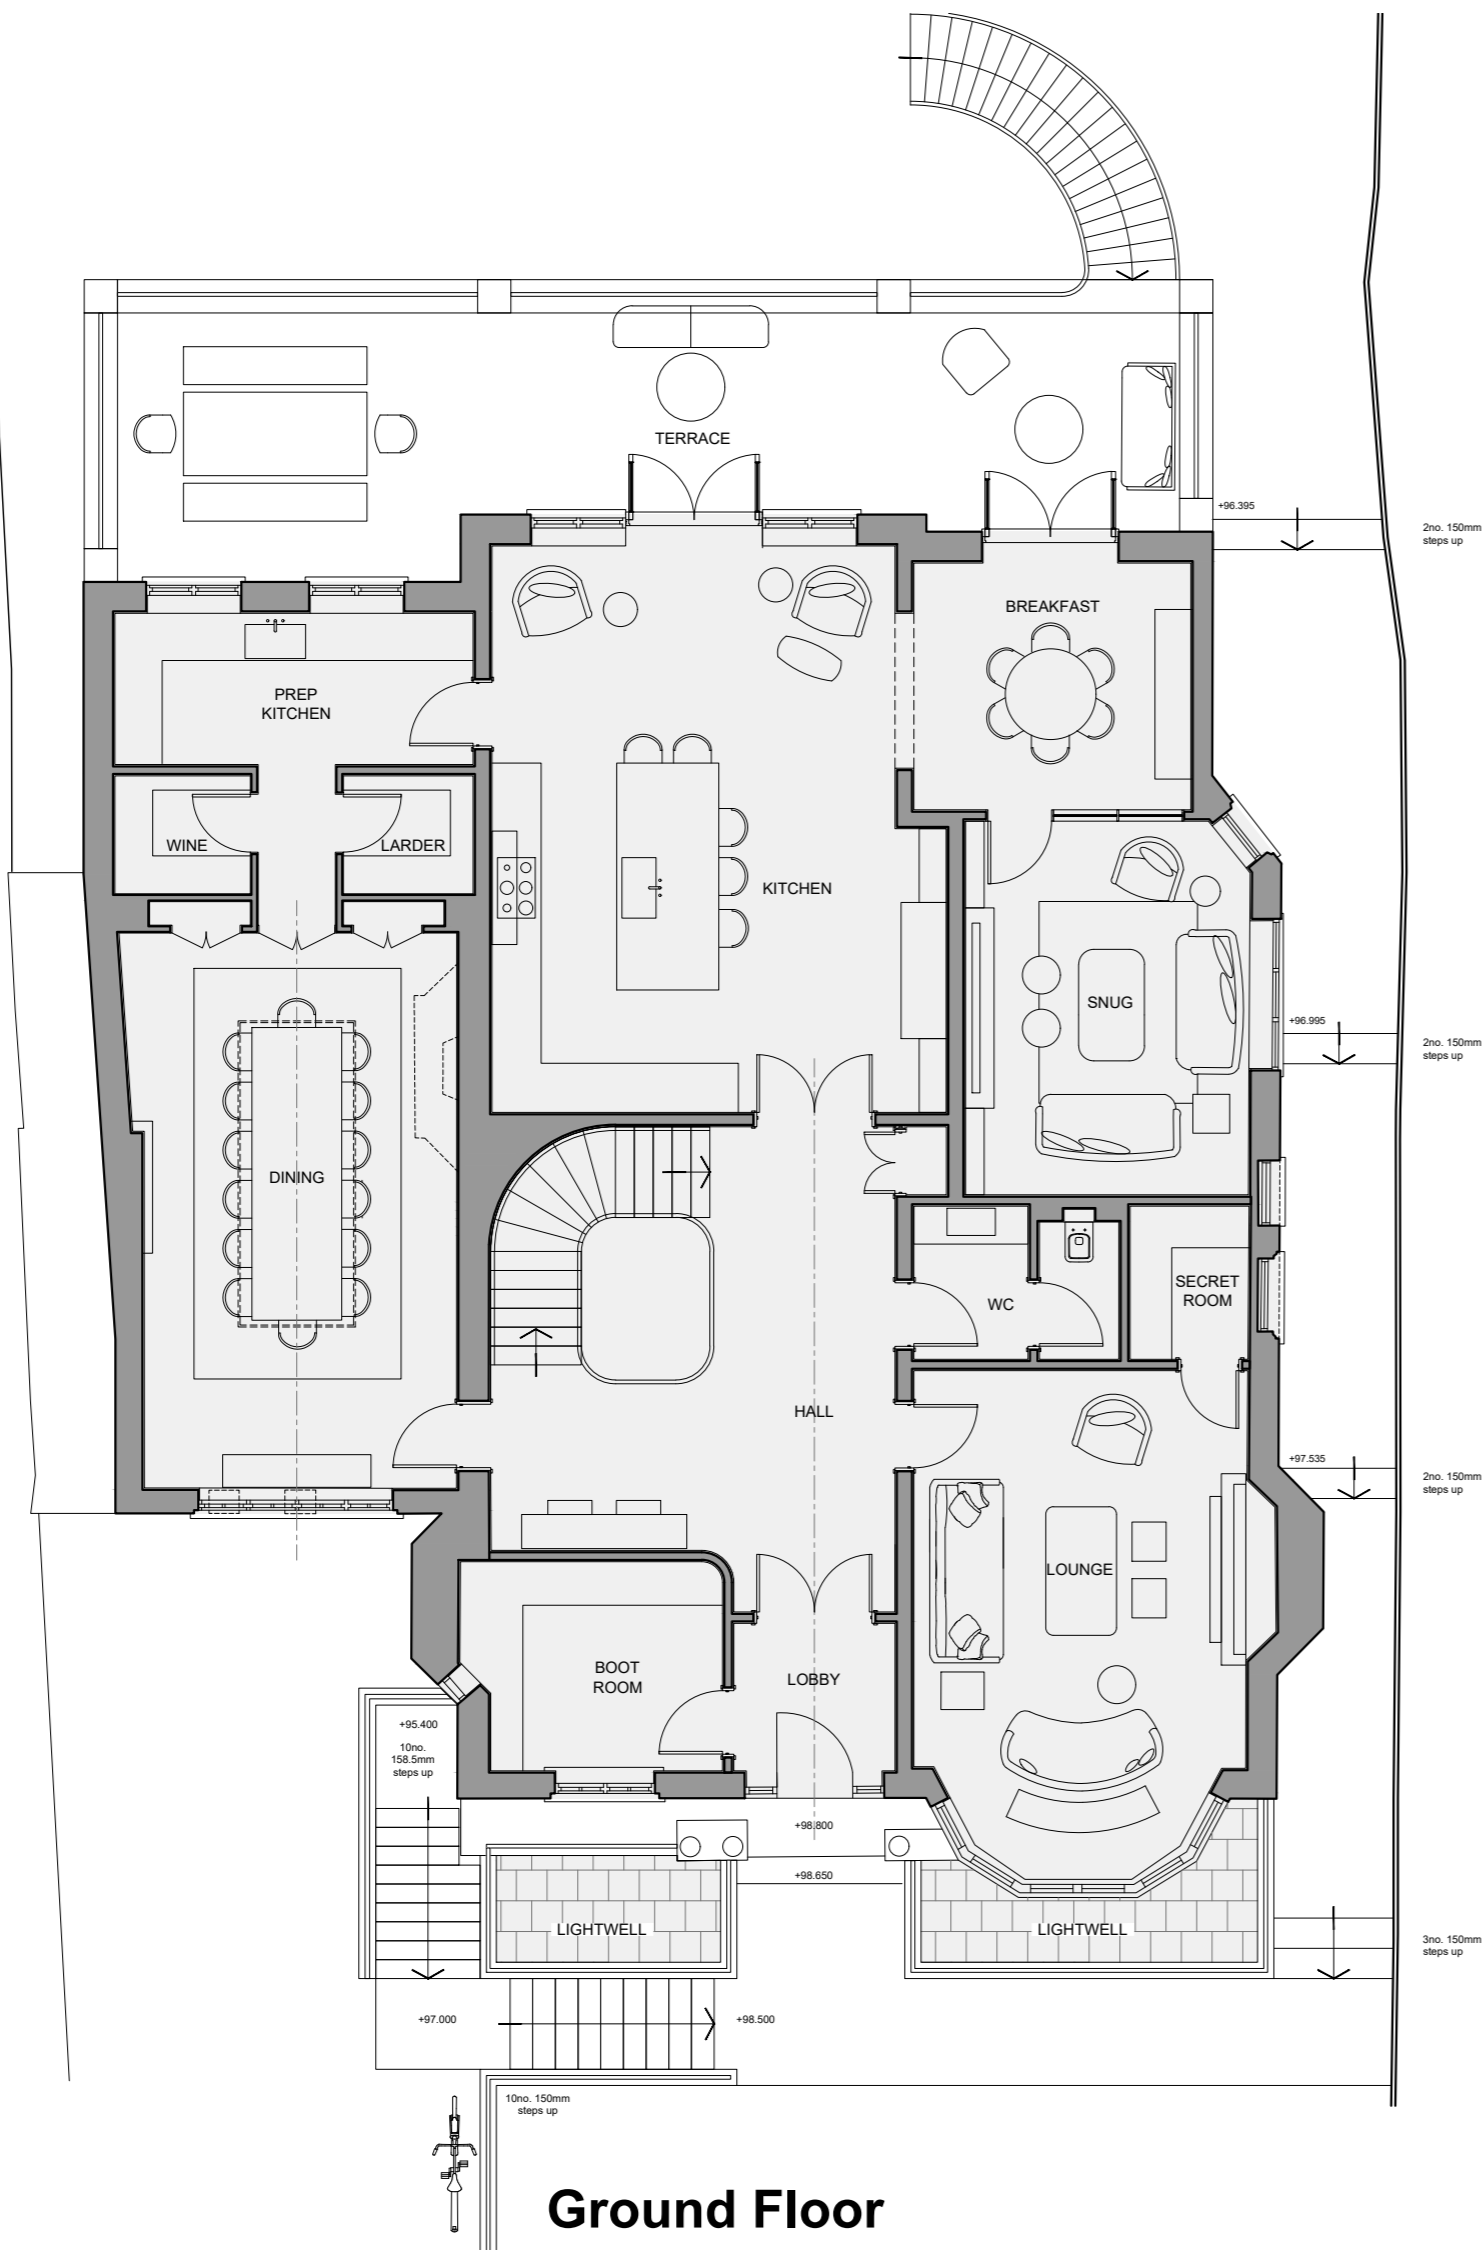 TERRACE
+96.395
2no. 150mm
steps up
BREAKFAST
PREP
KITCHEN
WINE
LARDER
KITCHEN
SNUG
+96.995
2no. 150mm
steps up
DINING
SECRET
ROOM
WC
HALL
+97.535
2no. 150mm
steps up
LOUNGE
BOOT
ROOM
LOBBY
+95.400
10no.
158.5mm
steps up
+98.800
+98.650
LIGHTWELL
LIGHTWELL
3no. 150mm
steps up
+97.000
+98.500
10no. 150mm
steps up
Ground Floor